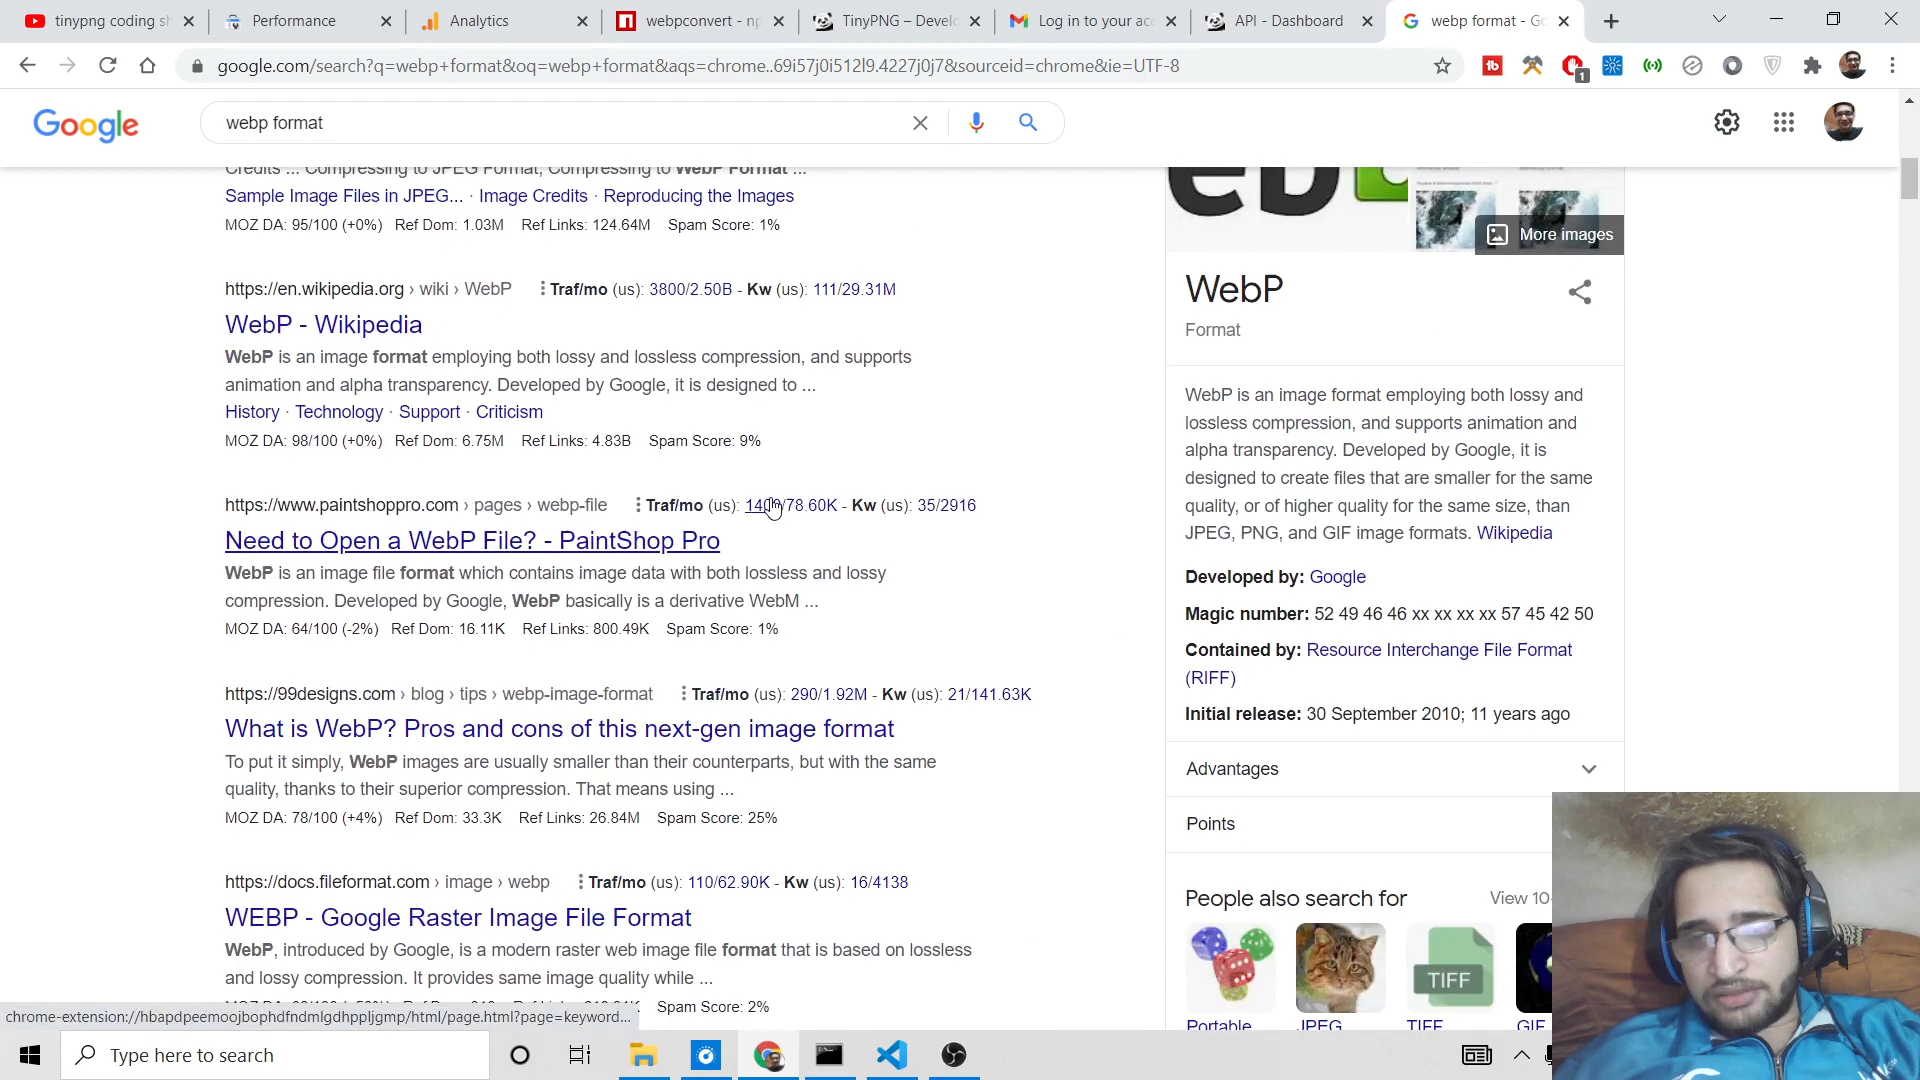 tinypng coding sh
Performance
Analytics
webpconvert - np
TinyPNG – Develo
Log in to your acc
API - Dashboard
webp format - Go
google.com/search?q=webp+format&oq=webp+format&aqs=chrome..69i57j0i512l9.4227j0j7&sourceid=chrome&ie=UTF-8
1
Google
webp format
Credits ... Compressing to JPEG Format, Compressing to WebP Format ...
Sample Image Files in JPEG... · Image Credits · Reproducing the Images
MOZ DA: 95/100 (+0%) Ref Dom: 1.03M Ref Links: 124.64M Spam Score: 1%
https://en.wikipedia.org › wiki › WebP Traf/mo (us): 3800/2.50B - Kw (us): 111/29.31M
WebP - Wikipedia
WebP is an image format employing both lossy and lossless compression, and supports
animation and alpha transparency. Developed by Google, it is designed to ...
History · Technology · Support · Criticism
MOZ DA: 98/100 (+0%) Ref Dom: 6.75M Ref Links: 4.83B Spam Score: 9%
https://www.paintshoppro.com › pages › webp-file Traf/mo (us): 1400/78.60K - Kw (us): 35/2916
Need to Open a WebP File? - PaintShop Pro
WebP is an image file format which contains image data with both lossless and lossy
compression. Developed by Google, WebP basically is a derivative WebM ...
MOZ DA: 64/100 (-2%) Ref Dom: 16.11K Ref Links: 800.49K Spam Score: 1%
https://99designs.com › blog › tips › webp-image-format Traf/mo (us): 290/1.92M - Kw (us): 21/141.63K
What is WebP? Pros and cons of this next-gen image format
To put it simply, WebP images are usually smaller than their counterparts, but with the same
quality, thanks to their superior compression. That means using ...
MOZ DA: 78/100 (+4%) Ref Dom: 33.3K Ref Links: 26.84M Spam Score: 25%
https://docs.fileformat.com › image › webp Traf/mo (us): 110/62.90K - Kw (us): 16/4138
WEBP - Google Raster Image File Format
WebP, introduced by Google, is a modern raster web image file format that is based on lossless
and lossy compression. It provides same image quality while ...
Spam Score: 2%
chrome-extension://hbapdpeemoojbophdfndmlgdhppljgmp/html/page.html?page=keyword...
More images
WebP
Format
WebP is an image format employing both lossy and
lossless compression, and supports animation and
alpha transparency. Developed by Google, it is
designed to create files that are smaller for the same
quality, or of higher quality for the same size, than
JPEG, PNG, and GIF image formats. Wikipedia
Developed by: Google
Magic number: 52 49 46 46 xx xx xx xx 57 45 42 50
Contained by: Resource Interchange File Format
(RIFF)
Initial release: 30 September 2010; 11 years ago
Advantages
Points
People also search for View 10
TIFF
Portable JPEG TIFF GIF
Type here to search